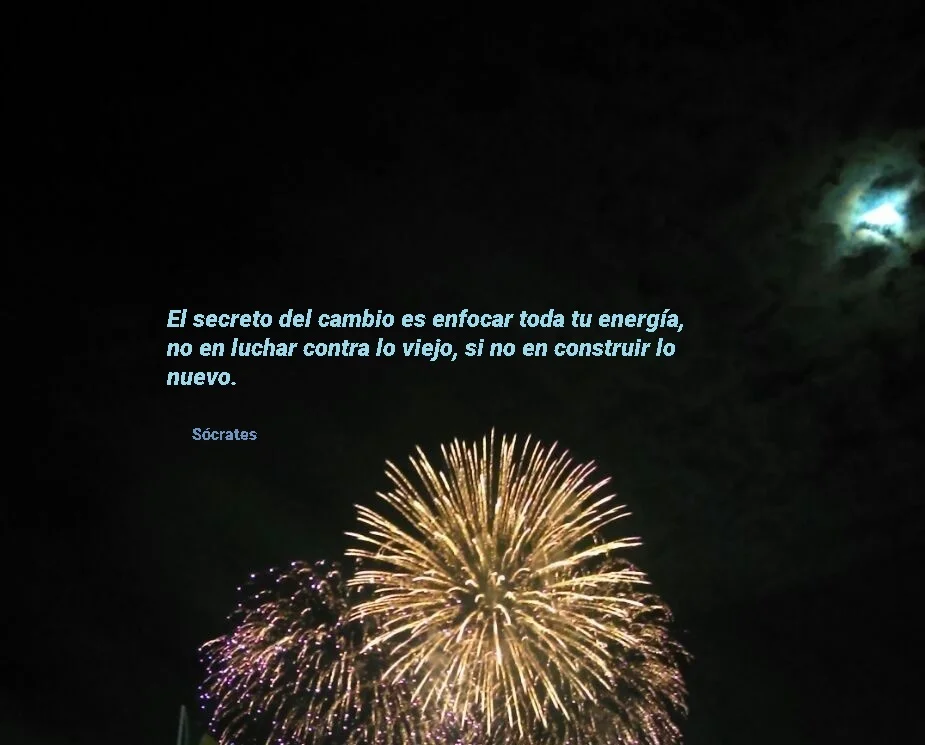 El secreto del cambio es enfocar toda tu energía,
no en luchar contra lo viejo, si no en construir lo
nuevo.
Sócrates